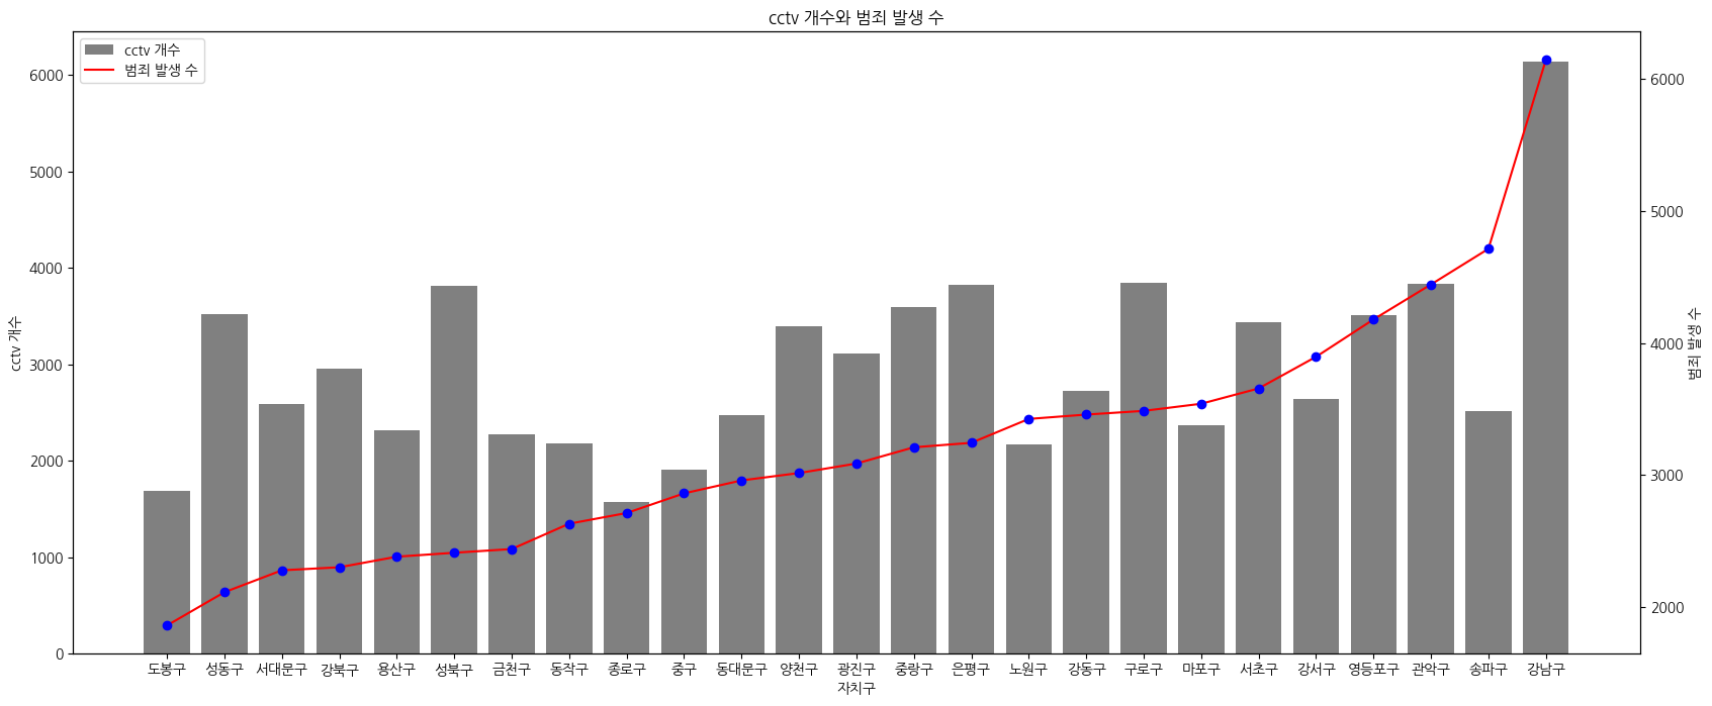 cctv 개수와 범죄 발생 수
cctv 개수
범죄 발생 수
6000
5000
4000
3000
2000
1000
0
cctv 개수
6000
5000
4000
3000
2000
범죄 발생 수
도봉구 성동구 서대문구 강북구 용산구 성북구 금천구 동작구 종로구 중구 동대문구 양천구 광진구 중랑구 은평구 노원구 강동구 구로구 마포구 서초구 강서구 영등포구 관악구 송파구 강남구
자치구